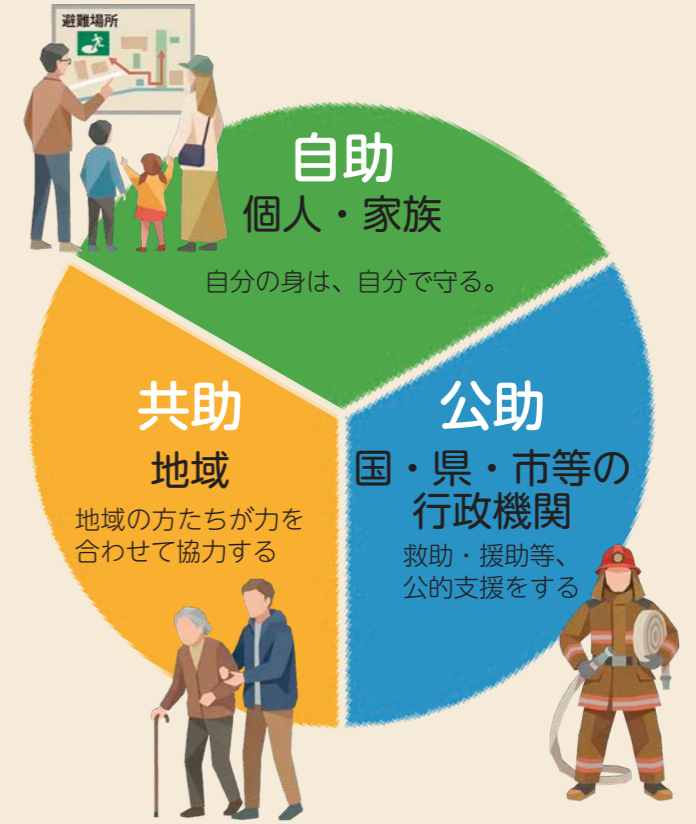 避難場所
自助
個人・家族
自分の身は、自分で守る。
共助
地域
地域の方たちが力を
合わせて協力する
公助
国・県・市等の
行政機関
救助・援助等、
公的支援をする